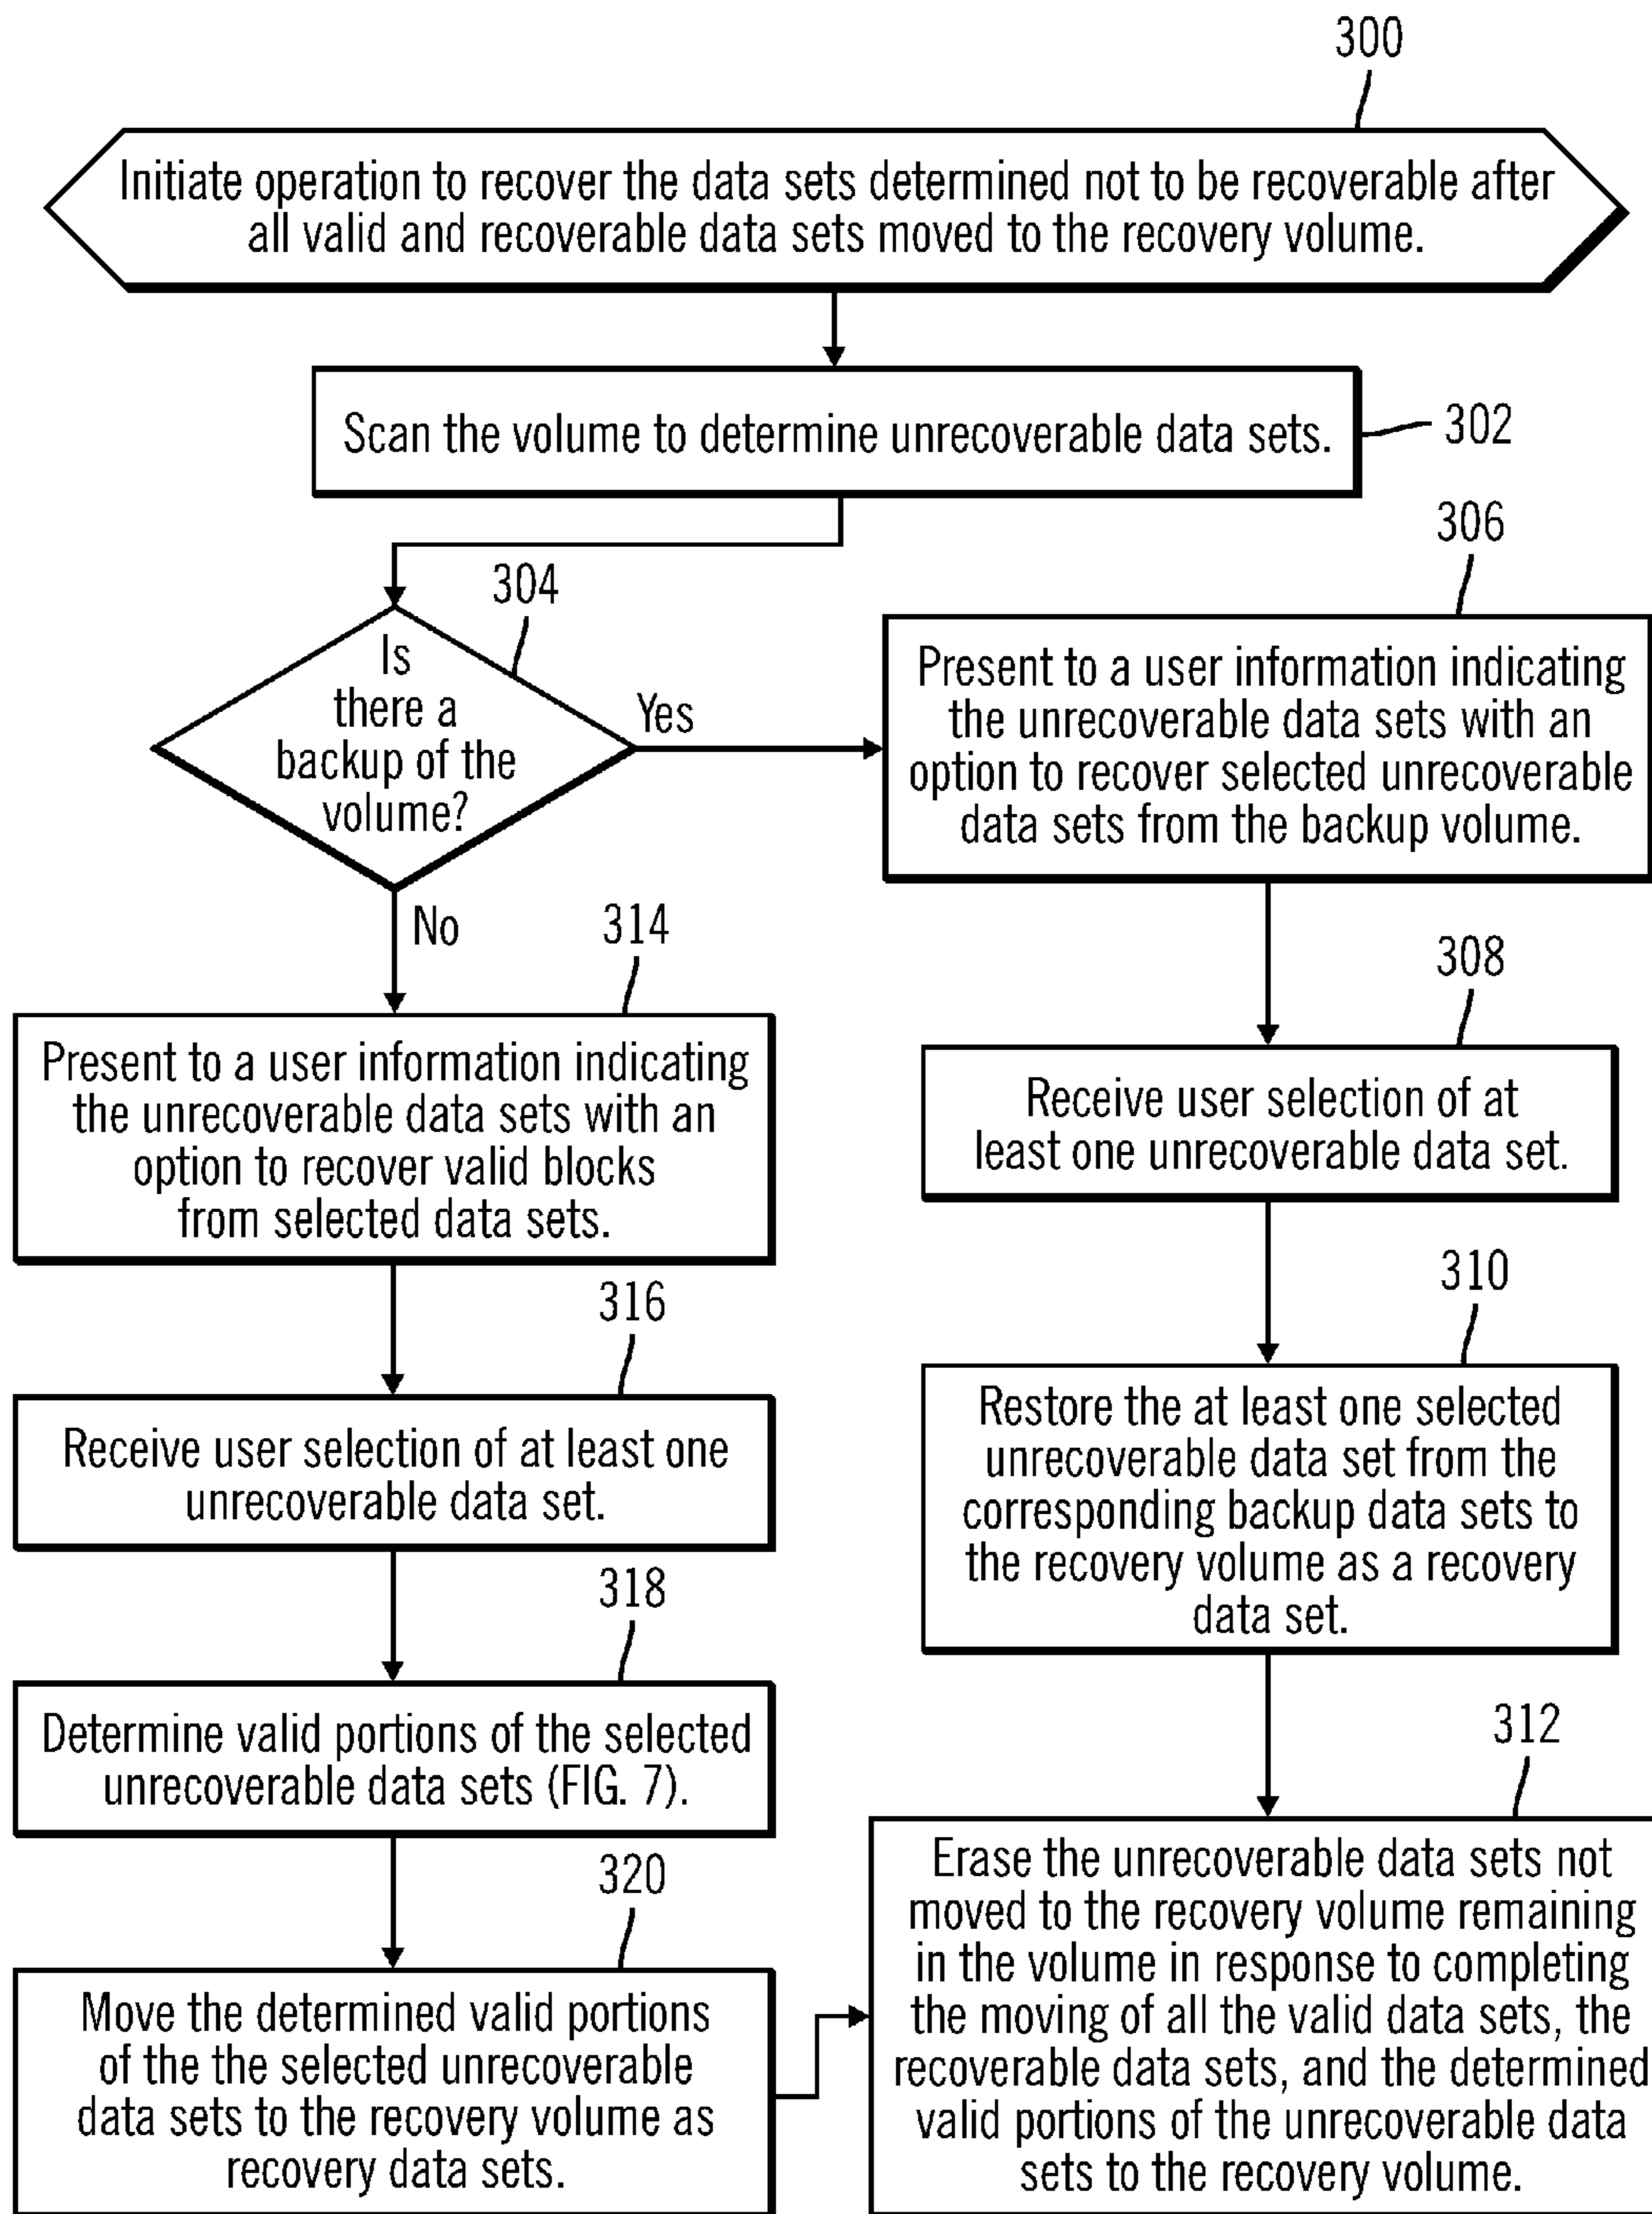 300
Initiate operation to recover the data sets determined not to be recoverable after
all valid and recoverable data sets moved to the recovery volume.
Scan the volume to determine unrecoverable data sets.
302
304
Is
there a
backup of the
volume?
Yes
No
306
Present to a user information indicating
the unrecoverable data sets with an
option to recover selected unrecoverable
data sets from the backup volume.
308
Receive user selection of at
least one unrecoverable data set.
310
Restore the at least one selected
unrecoverable data set from the
corresponding backup data sets to
the recovery volume as a recovery
data set.
314
Present to a user information indicating
the unrecoverable data sets with an
option to recover valid blocks
from selected data sets.
316
Receive user selection of at least one
unrecoverable data set.
318
Determine valid portions of the selected
unrecoverable data sets (FIG. 7).
320
Move the determined valid portions
of the the selected unrecoverable
data sets to the recovery volume as
recovery data sets.
312
Erase the unrecoverable data sets not
moved to the recovery volume remaining
in the volume in response to completing
the moving of all the valid data sets, the
recoverable data sets, and the determined
valid portions of the unrecoverable data
sets to the recovery volume.